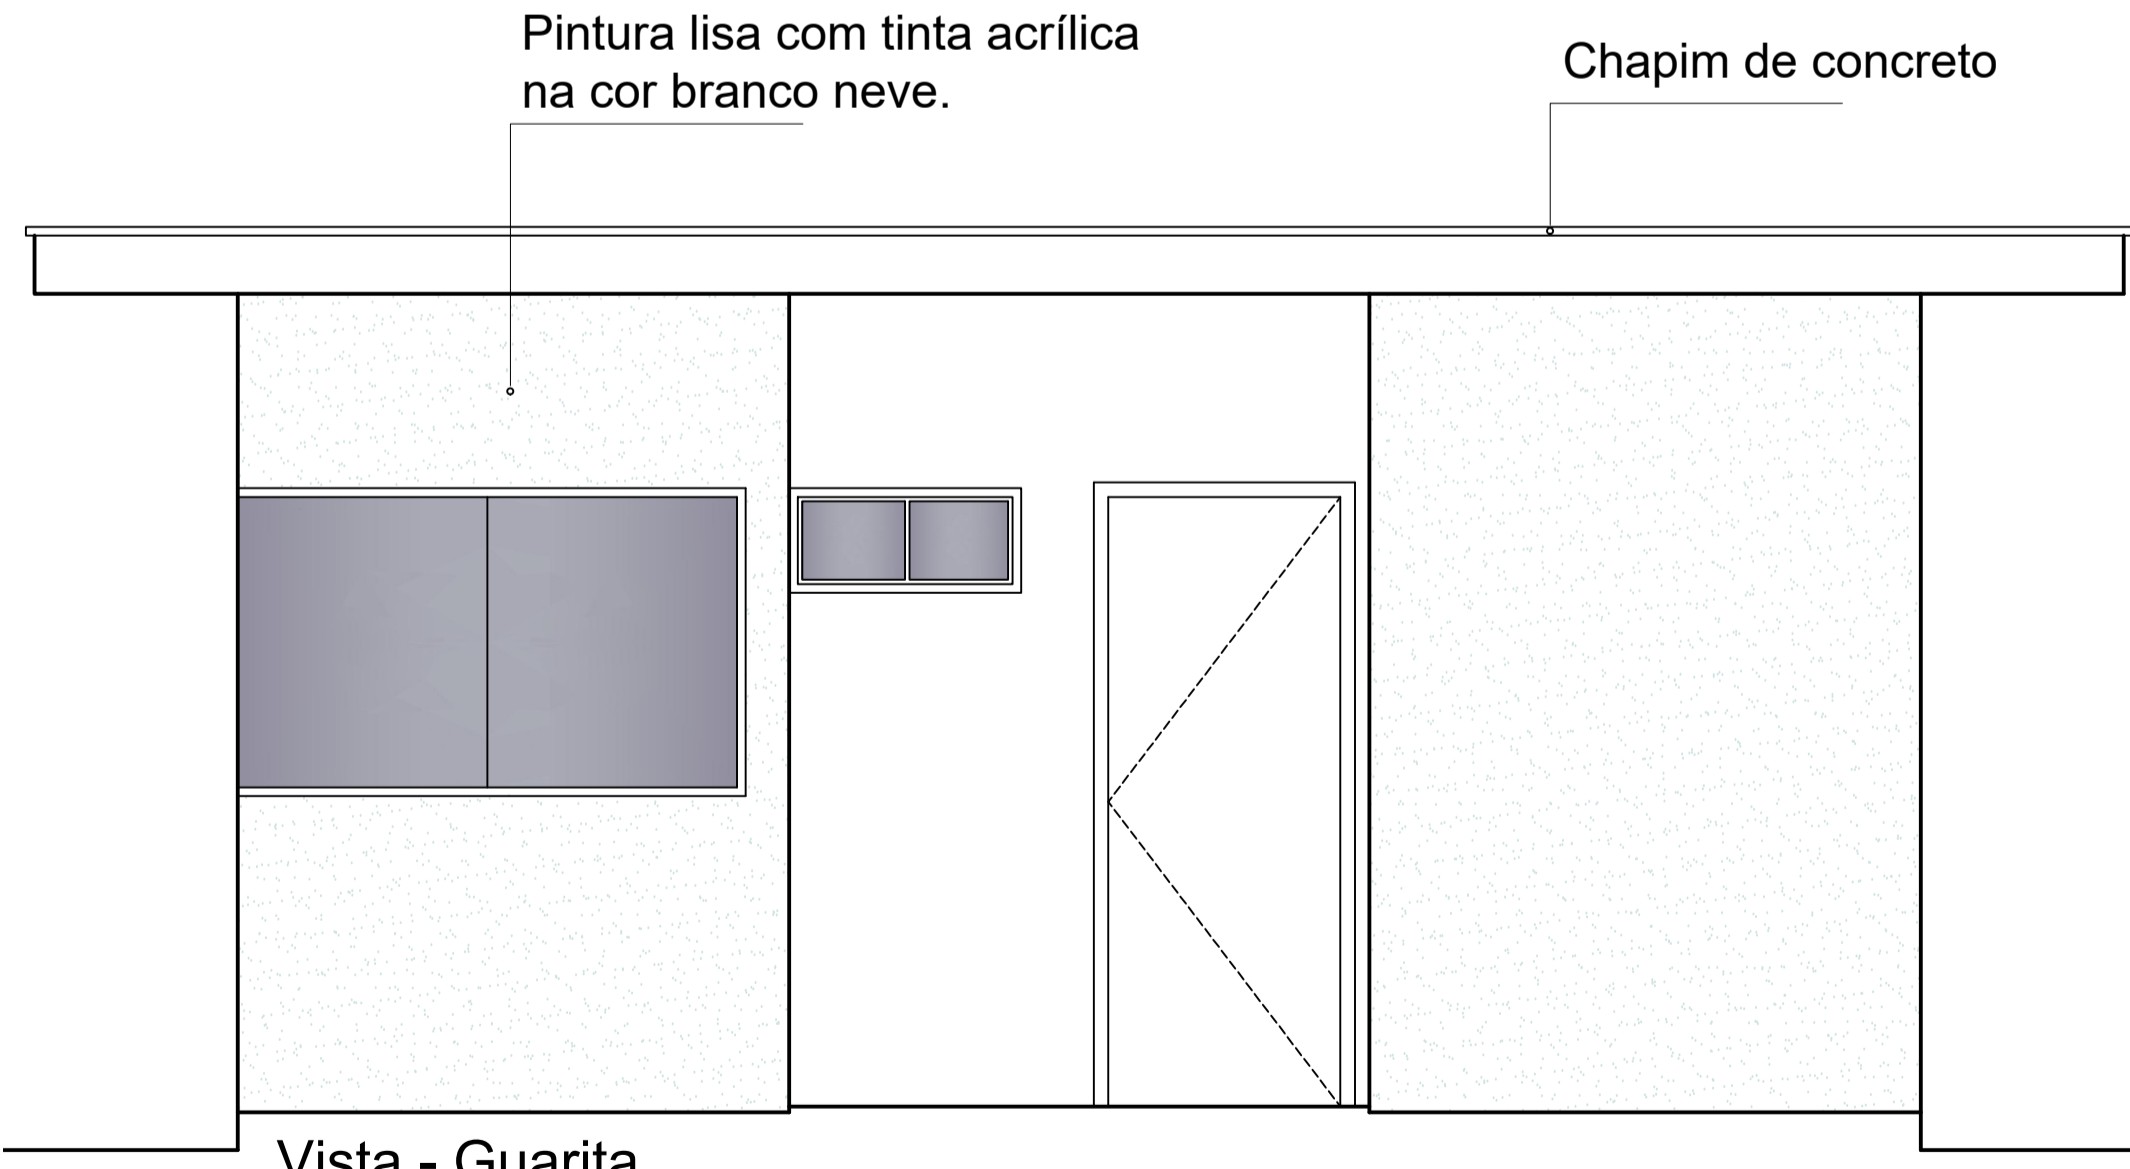 Pintura lisa com tinta acrílica
na cor branco neve.
Chapim de concreto
Vista - Guarita